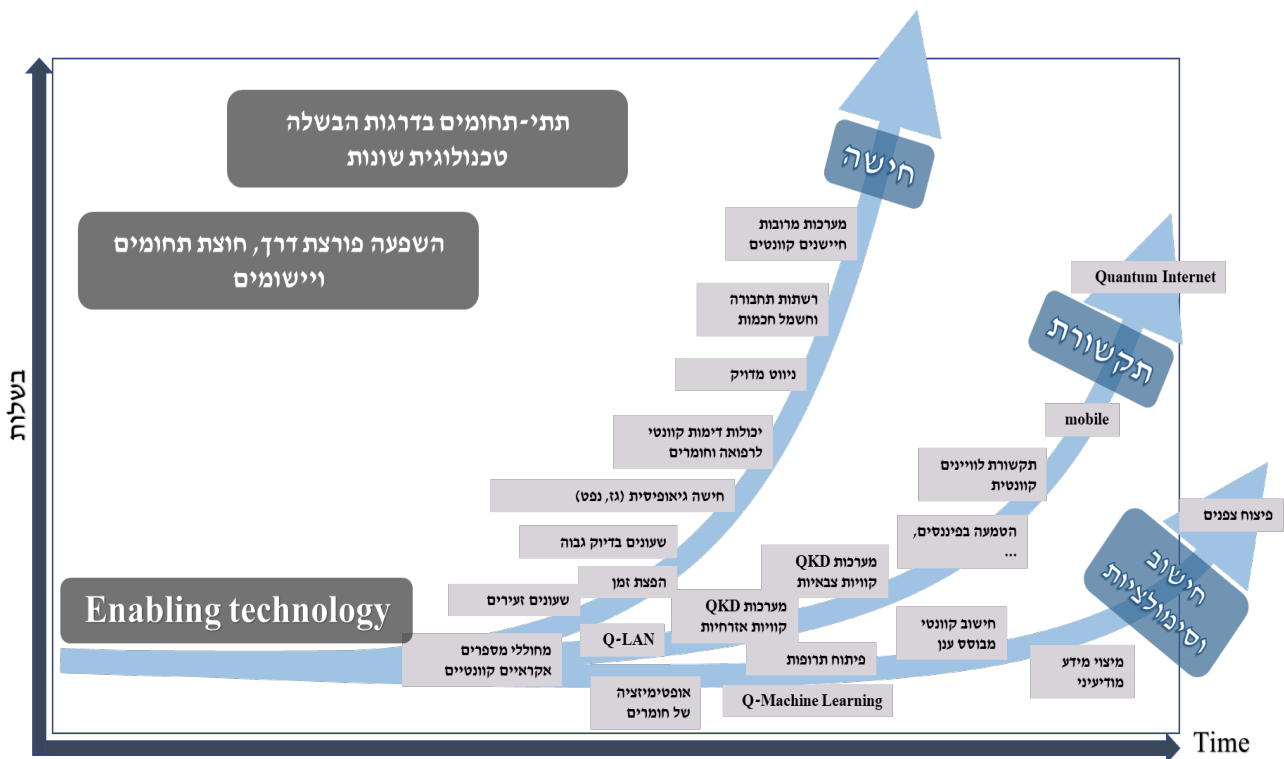 תתי-תחומים בדרגות הבשלה
טכנולוגית שונות
השפעה פורצת דרך, חוצת תחומים
ויישומים
בשלות
חישה
מערכות מרובות
חיישנים קוונטים
רשתות תחבורה
וחשמל חכמות
ניווט מדויק
יכולות דימות קוונטי
לרפואה וחומרים
חישה גיאופיסית (גז, נפט)
שעונים בדיוק גבוה
הפצת זמן
שעונים זעירים
Enabling technology
מחוללי מספרים
אקראיים קוונטיים
Quantum Internet
תקשורת
mobile
תקשורת לוויינים
קוונטית
הטמעה בפיננסים,
...
מערכות QKD
קוויות צבאיות
מערכות QKD
קוויות אזרחיות
Q-LAN
פיצוח צפנים
חישוב
וסימולציות
מיצוי מידע
מודיעיני
חישוב קוונטי
מבוסס ענן
פיתוח תרופות
Q-Machine Learning
אופטימיזציה
של חומרים
Time